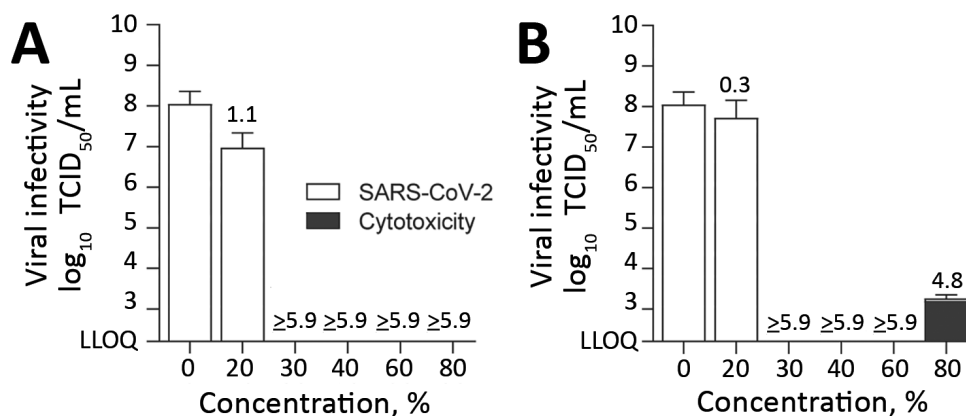 A
Viral infectivity
log10 TCID50/mL
10
9
8
7
6
5
4
3
LLOQ
1.1
≥5.9 ≥5.9 ≥5.9 ≥5.9
SARS-CoV-2
Cytotoxicity
0 20 30 40 60 80
Concentration, %
B
Viral infectivity
log10 TCID50/mL
10
9
8
7
6
5
4
3
LLOQ
0.3
≥5.9 ≥5.9 ≥5.9
4.8
0 20 30 40 60 80
Concentration, %